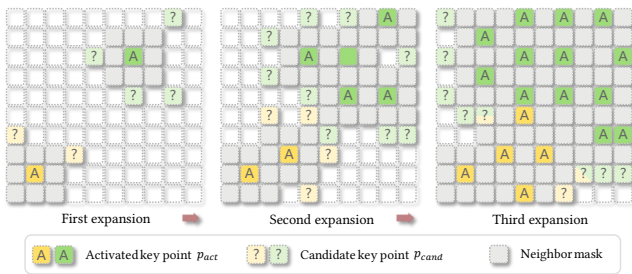 ? ? ? A ? A A A
? A
? A A ? ? A A A
? A
? ? ? A A ? A A A
? ? ? ? A
? ? ? ? A A
? A ? A A
A A A ? ? ?
? A ?
First expansion Second expansion Third expansion
A A Activated key point p_act ? ? Candidate key point p_cand Neighbor mask